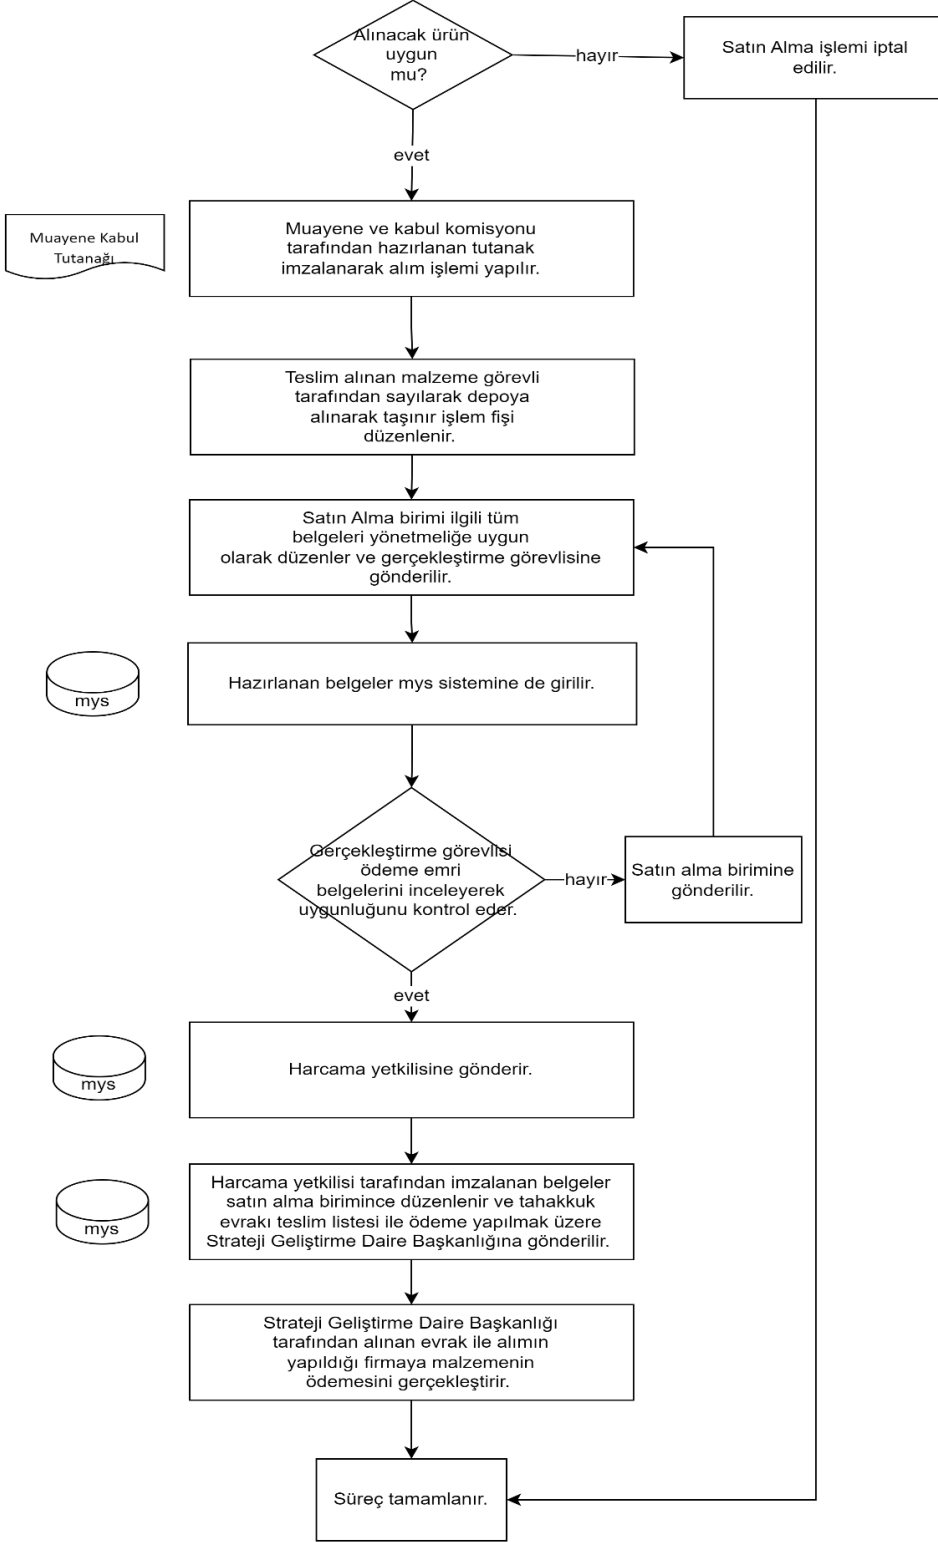 Alınacak ürün
uygun
mu?
hayır
Satın Alma işlemi iptal
edilir.
evet
Muayene Kabul
Tutanağı
Muayene ve kabul komisyonu
tarafından hazırlanan tutanak
imzalanarak alım işlemi yapılır.
Teslim alınan malzeme görevli
tarafından sayılarak depoya
alınarak taşınır işlem fişi
düzenlenir.
Satın Alma birimi ilgili tüm
belgeleri yönetmeliğe uygun
olarak düzenler ve gerçekleştirme görevlisine
gönderilir.
mys
Hazırlanan belgeler mys sistemine de girilir.
Gerçekleştirme görevlisi
ödeme emri
belgelerini inceleyerek
uygunluğunu kontrol eder.
hayır
Satın alma birimine
gönderilir.
evet
mys
Harcama yetkilisine gönderir.
mys
Harcama yetkilisi tarafından imzalanan belgeler
satın alma birimince düzenlenir ve tahakkuk
evrakı teslim listesi ile ödeme yapılmak üzere
Strateji Geliştirme Daire Başkanlığına gönderilir.
Strateji Geliştirme Daire Başkanlığı
tarafından alınan evrak ile alımın
yapıldığı firmaya malzemenin
ödemesini gerçekleştirir.
Süreç tamamlanır.